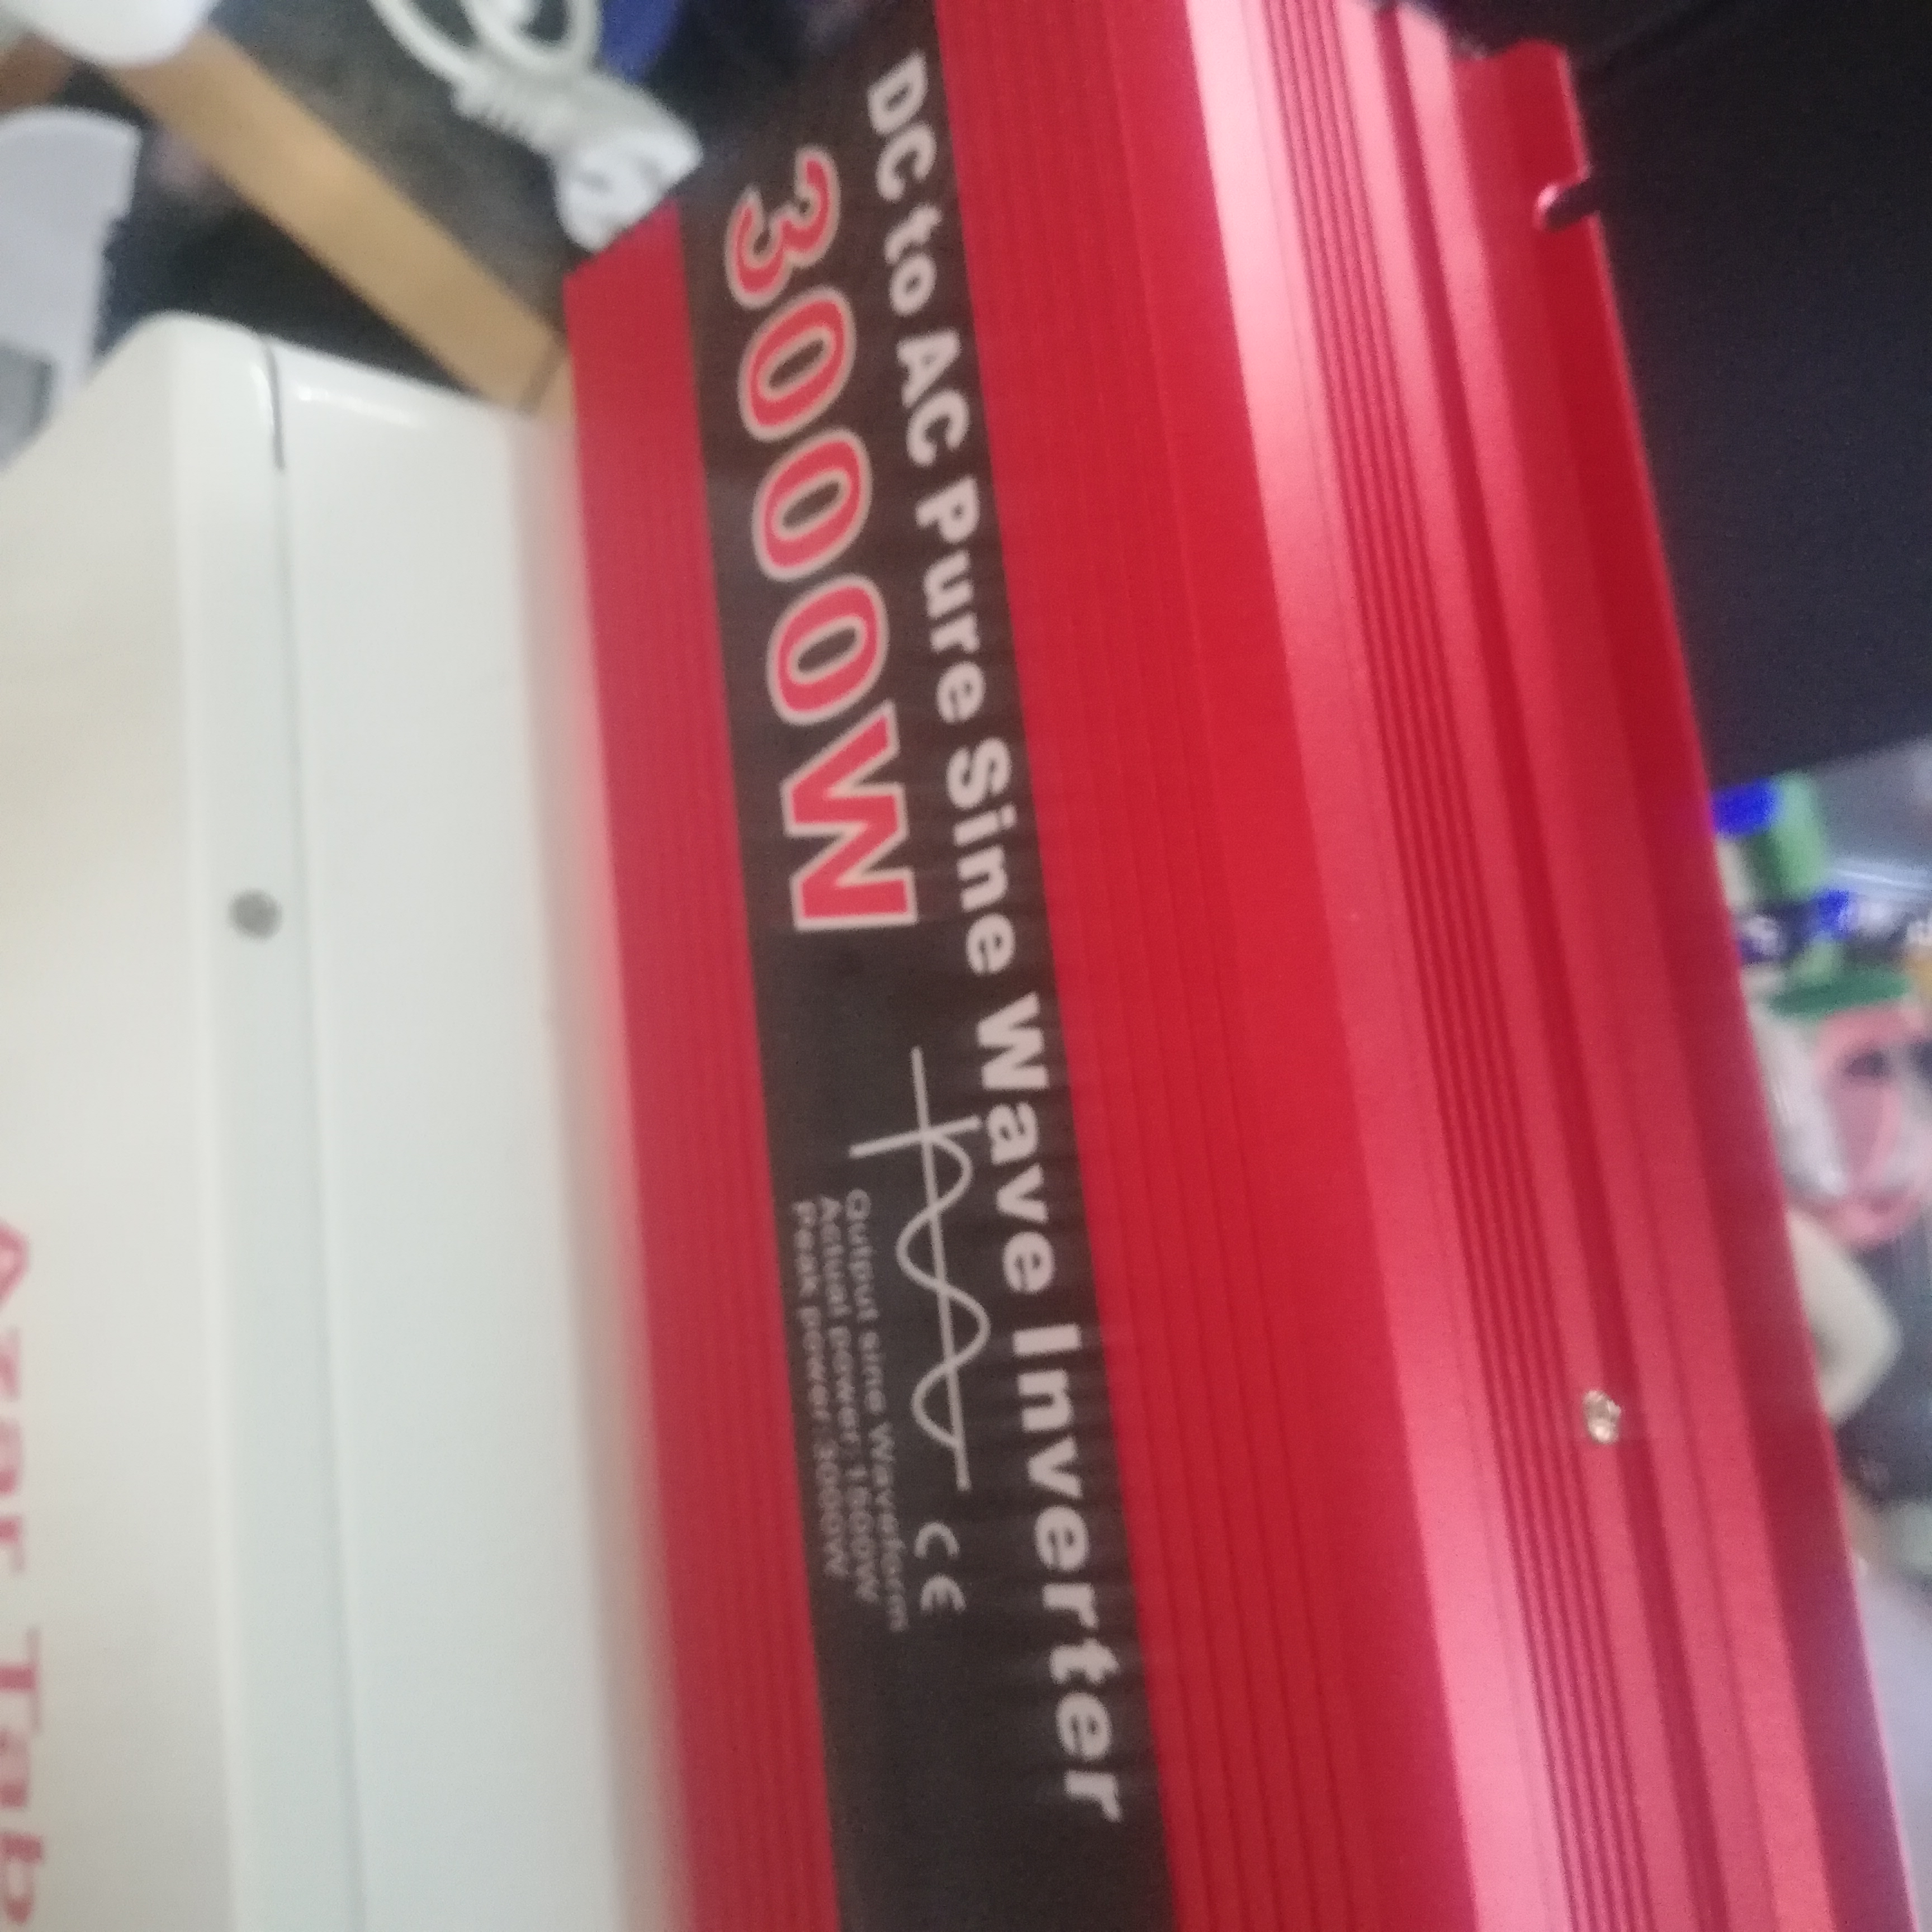 DC to AC Pure Sine Wave Inverter
3000W
CE
Output sine Waveform
Actual power:1500W
Peak power:3000W